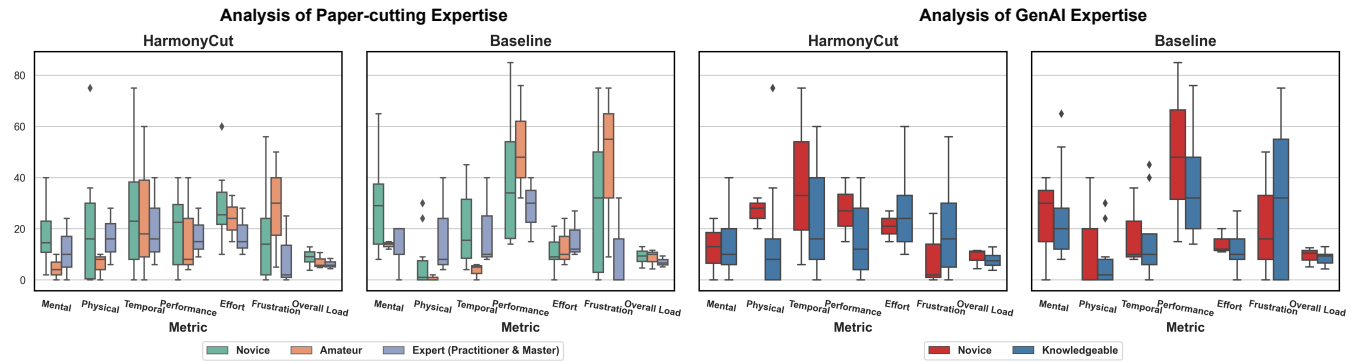 Analysis of Paper-cutting Expertise
Analysis of GenAI Expertise
HarmonyCut
Baseline
HarmonyCut
Baseline
80
60
40
20
0
Mental Physical Temporal Performance Effort Frustration Overall Load
Mental Physical Temporal Performance Effort Frustration Overall Load
Mental Physical Temporal Performance Effort Frustration Overall Load
Mental Physical Temporal Performance Effort Frustration Overall Load
Metric
Metric
Metric
Metric
Novice Amateur Expert (Practitioner & Master)
Novice Knowledgeable